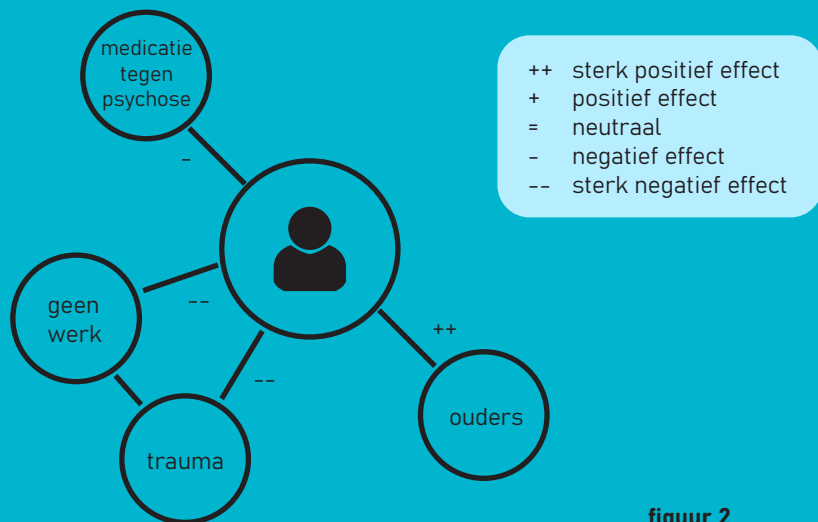 medicatie
tegen
psychose
-
++ sterk positief effect
+ positief effect
= neutraal
- negatief effect
-- sterk negatief effect
geen
werk
--
--
trauma
++
ouders
figuur 2